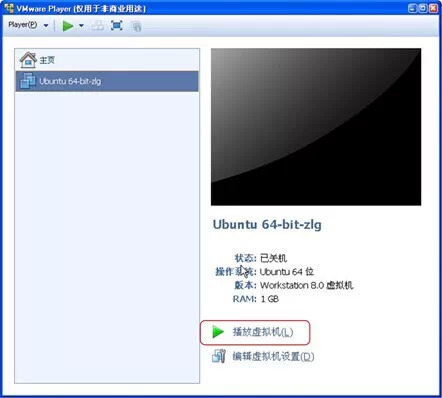 VMware Player (仅用于非商业用途)
Player(P)
主页
Ubuntu 64-bit-zlg
Ubuntu 64-bit-zlg
状态: 已关机
操作系统: Ubuntu 64 位
版本: Workstation 8.0 虚拟机
RAM: 1 GB
播放虚拟机(L)
编辑虚拟机设置(D)